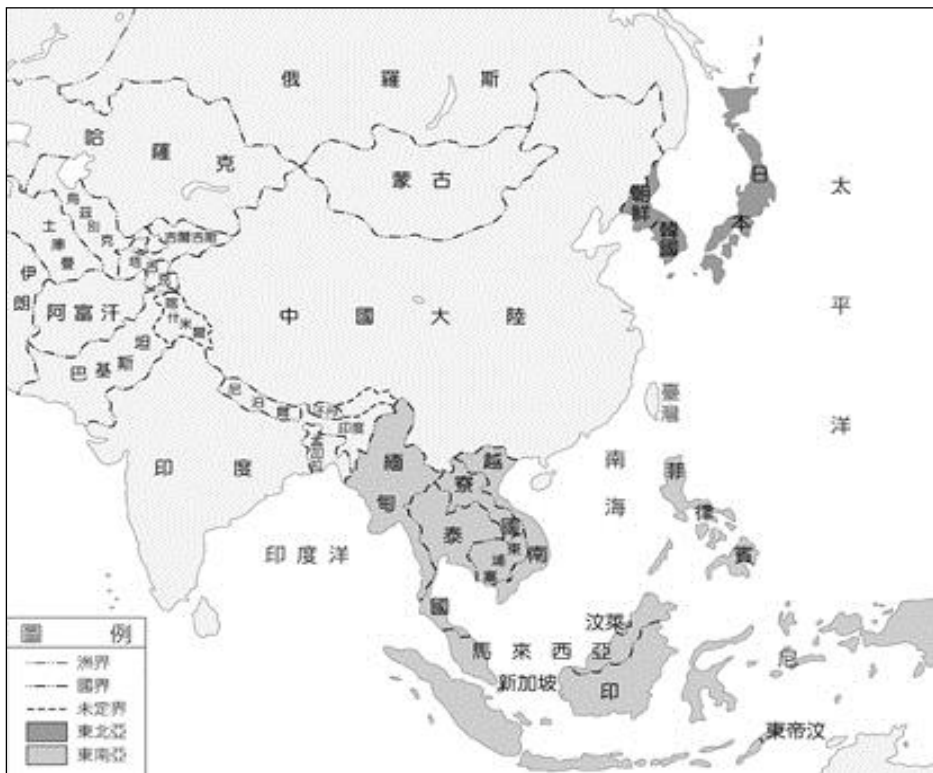 俄羅斯
哈薩克
蒙古
烏茲別克
土庫曼
吉爾吉斯
塔吉克
伊朗
阿富汗
喀什米爾
巴基斯坦
中國大陸
朝鮮
韓國
日本
太平洋
尼泊爾
不丹
印度
孟加拉
印度
緬甸
越南
寮國
泰國
柬埔寨
臺灣
南海
菲律賓
印度洋
汶萊
馬來西亞
新加坡
印尼
東帝汶
圖例
洲界
國界
未定界
東北亞
東南亞